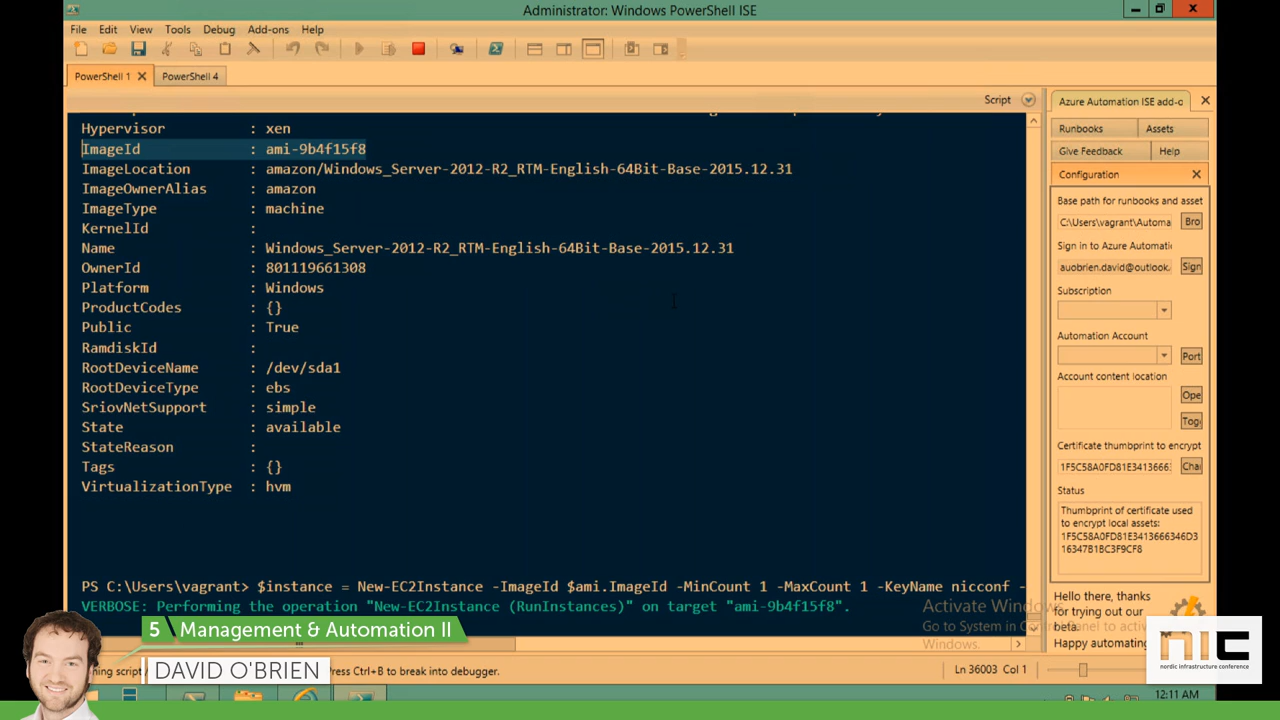 Administrator: Windows PowerShell ISE
File Edit View Tools Debug Add-ons Help
PowerShell 1
PowerShell 4
Script
Hypervisor : xen
ImageId : ami-9b4f15f8
ImageLocation : amazon/Windows_Server-2012-R2_RTM-English-64Bit-Base-2015.12.31
ImageOwnerAlias : amazon
ImageType : machine
KernelId :
Name : Windows_Server-2012-R2_RTM-English-64Bit-Base-2015.12.31
OwnerId : 801119661308
Platform : Windows
ProductCodes : {}
Public : True
RamdiskId :
RootDeviceName : /dev/sda1
RootDeviceType : ebs
SriovNetSupport : simple
State : available
StateReason :
Tags : {}
VirtualizationType : hvm
PS C:\Users\vagrant> $instance = New-EC2Instance -ImageId $ami.ImageId -MinCount 1 -MaxCount 1 -KeyName nicconf -
VERBOSE: Performing the operation "New-EC2Instance (RunInstances)" on target "ami-9b4f15f8".
Azure Automation ISE add-o
Runbooks Assets
Give Feedback Help
Configuration
Base path for runbooks and asset
C:\Users\vagrant\Automa Bro
Sign in to Azure Automati
auobrien.david@outlook. Sign
Subscription
Automation Account
Port
Account content location
Ope
Tog
Certificate thumbprint to encrypt
1F5C58A0FD81E3413666: Cha
Status
Thumbprint of certificate used
to encrypt local assets:
1F5C58A0FD81E3413666346D3
16347B1BC3F9CF8
Hello there, thanks
for trying out our
beta.
Happy automating
Activate Windows
Go to System in Control Panel to activ
Windows.
5 \ Management & Automation II
DAVID O'BRIEN
ning script / ress Ctrl+B to break into debugger.
Ln 36003 Col 1
nic
nordic infrastructure conference
12:11 AM